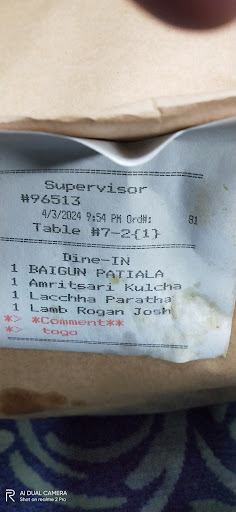 Supervisor
#96513
4/3/2024 9:54 PM Ord#: 81
Table #7-2{1}
Dine-IN
1 BAIGUN PATIALA
1 Amritsari Kulcha
1 Lacchha Paratha
1 Lamb Rogan Josh
*> *Comment**
*> togo
R AI DUAL CAMERA
Shot on realme 2 Pro